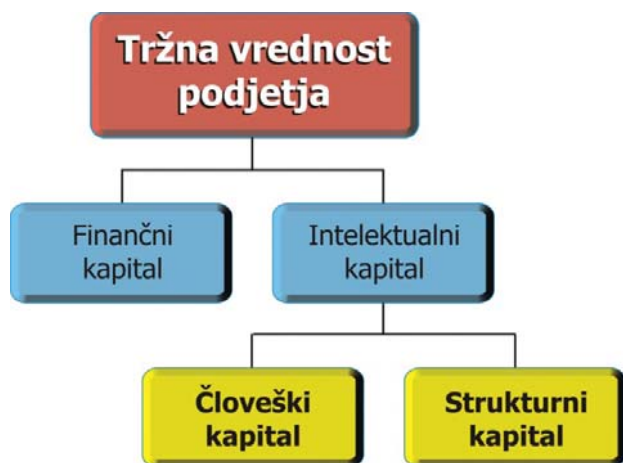 Tržna vrednost
podjetja
Finančni
kapital
Intelektualni
kapital
Človeški
kapital
Strukturni
kapital